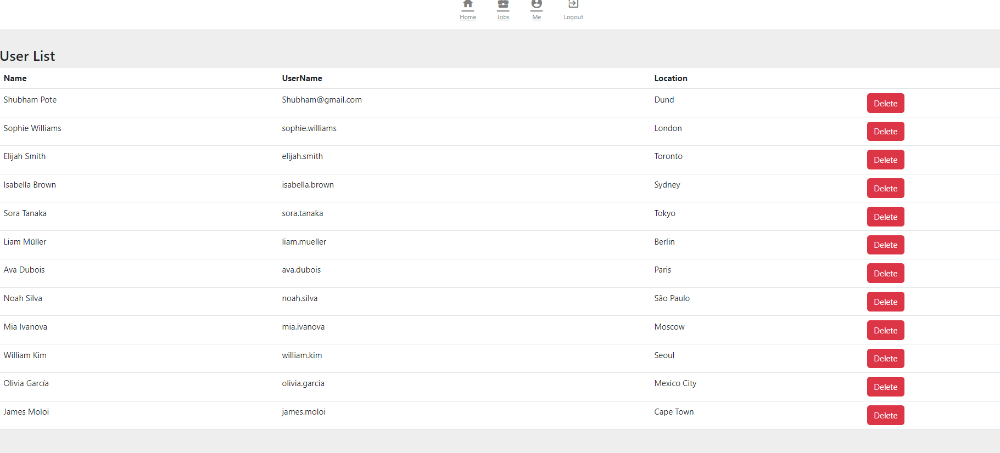 Home Jobs Me Logout
User List
Name UserName Location
Shubham Pote Shubham@gmail.com Dund Delete
Sophie Williams sophie.williams London Delete
Elijah Smith elijah.smith Toronto Delete
Isabella Brown isabella.brown Sydney Delete
Sora Tanaka sora.tanaka Tokyo Delete
Liam Müller liam.mueller Berlin Delete
Ava Dubois ava.dubois Paris Delete
Noah Silva noah.silva São Paulo Delete
Mia Ivanova mia.ivanova Moscow Delete
William Kim william.kim Seoul Delete
Olivia García olivia.garcia Mexico City Delete
James Moloi james.moloi Cape Town Delete